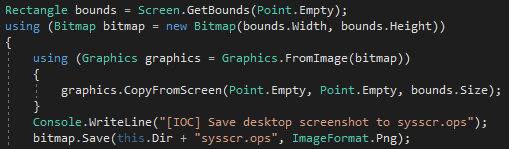 Rectangle bounds = Screen.GetBounds(Point.Empty);
using (Bitmap bitmap = new Bitmap(bounds.Width, bounds.Height))
{
    using (Graphics graphics = Graphics.FromImage(bitmap))
    {
        graphics.CopyFromScreen(Point.Empty, Point.Empty, bounds.Size);
    }
    Console.WriteLine("[IOC] Save desktop screenshot to sysscr.ops");
    bitmap.Save(this.Dir + "sysscr.ops", ImageFormat.Png);